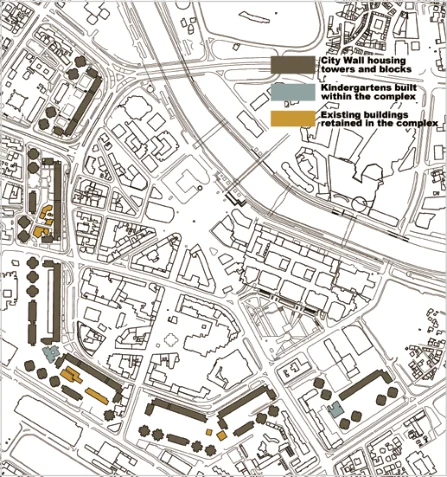 City Wall housing
towers and blocks
Kindergartens built
within the complex
Existing buildings
retained in the complex